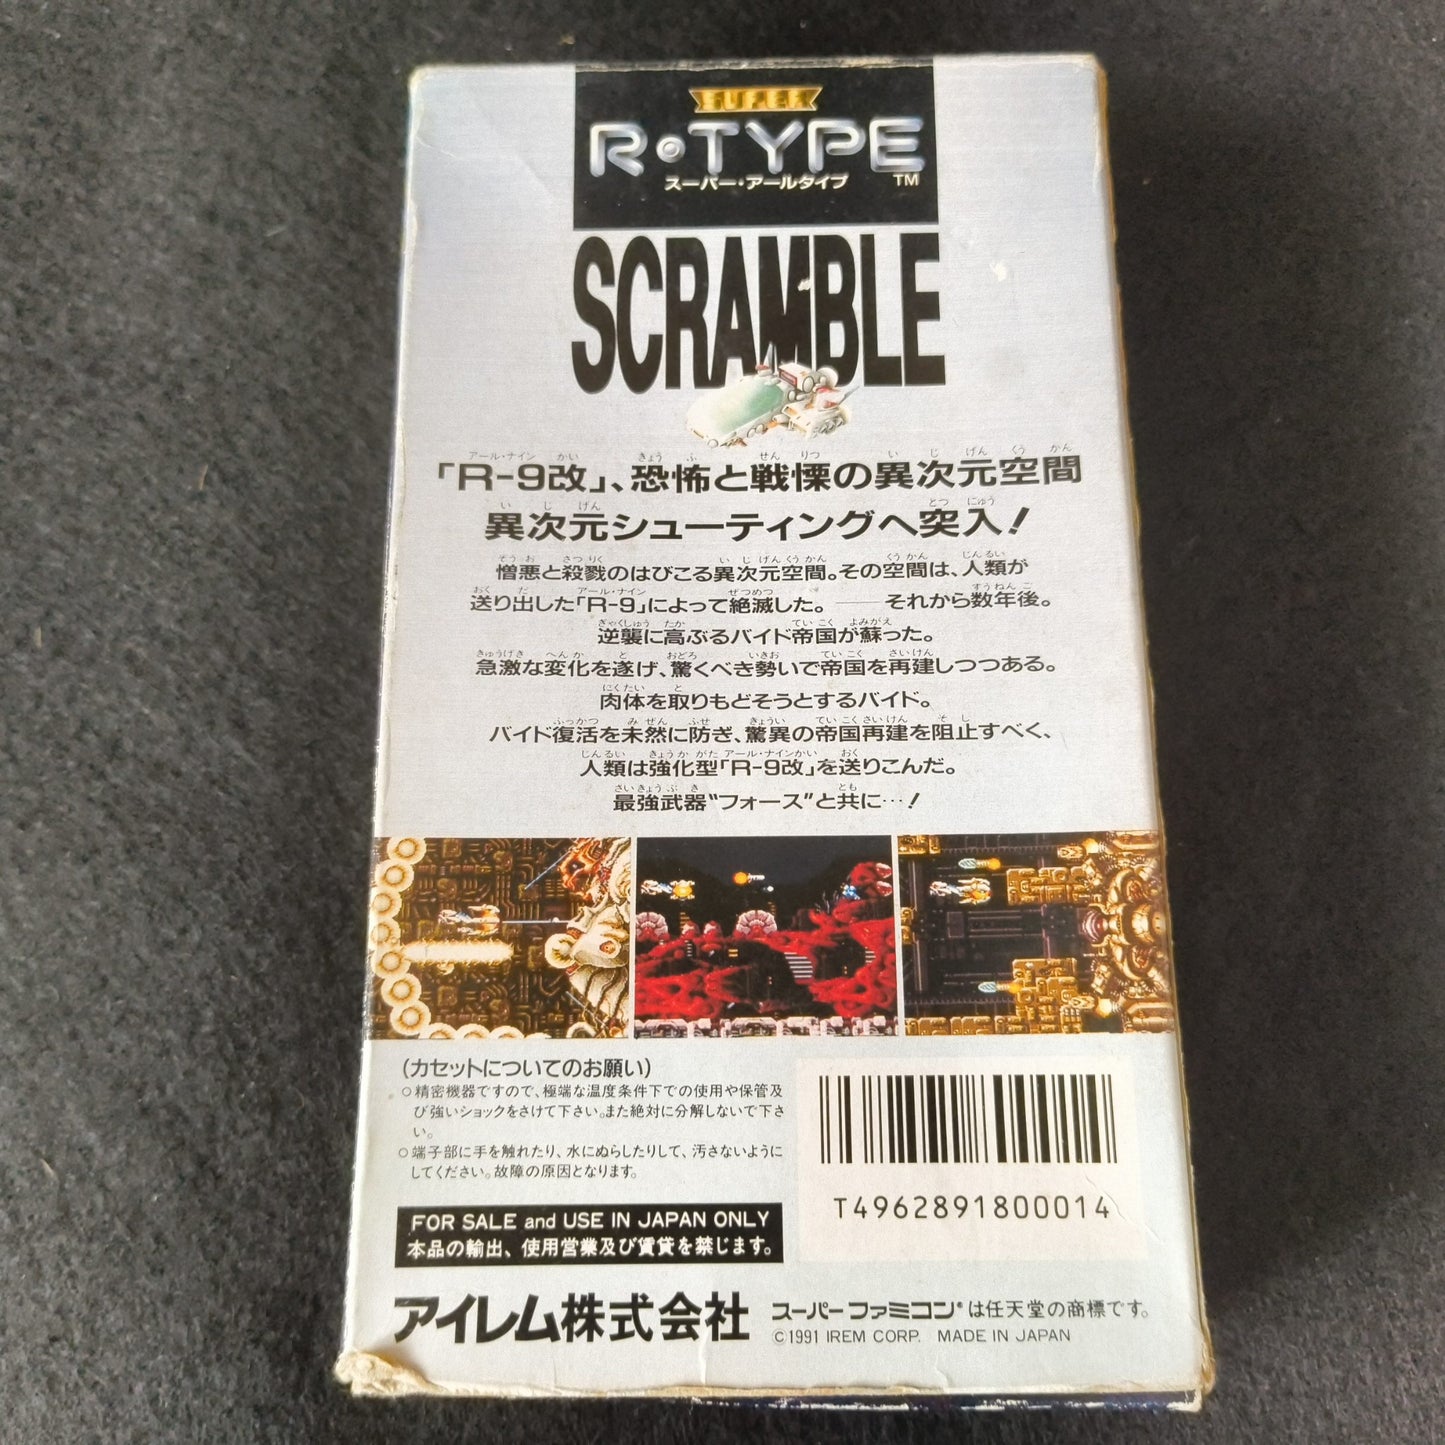 SUPER
R・TYPE
スーパー・アールタイプ ™
SCRAMBLE
「R-9改」、恐怖と戦慄の異次元空間
異次元シューティングへ突入!
憎悪と殺戮のはびこる異次元空間。その空間は、人類が
送り出した「R-9」によって絶滅した。——それから数年後。
逆襲に高ぶるバイド帝国が蘇った。
急激な変化を遂げ、驚くべき勢いで帝国を再建しつつある。
肉体を取りもどそうとするバイド。
バイド復活を未然に防ぎ、驚異の帝国再建を阻止すべく、
人類は強化型「R-9改」を送りこんだ。
最強武器“フォース”と共に…!
(カセットについてのお願い)
○精密機器ですので、極端な温度条件下での使用や保管及
び強いショックをさけて下さい。また絶対に分解しないで下さ
い。
○端子部に手を触れたり、水にぬらしたりして、汚さないように
してください。故障の原因となります。
T4962891800014
FOR SALE and USE IN JAPAN ONLY
本品の輸出、使用営業及び賃貸を禁じます。
アイレム株式会社
スーパーファミコン®は任天堂の商標です。
©1991 IREM CORP. MADE IN JAPAN